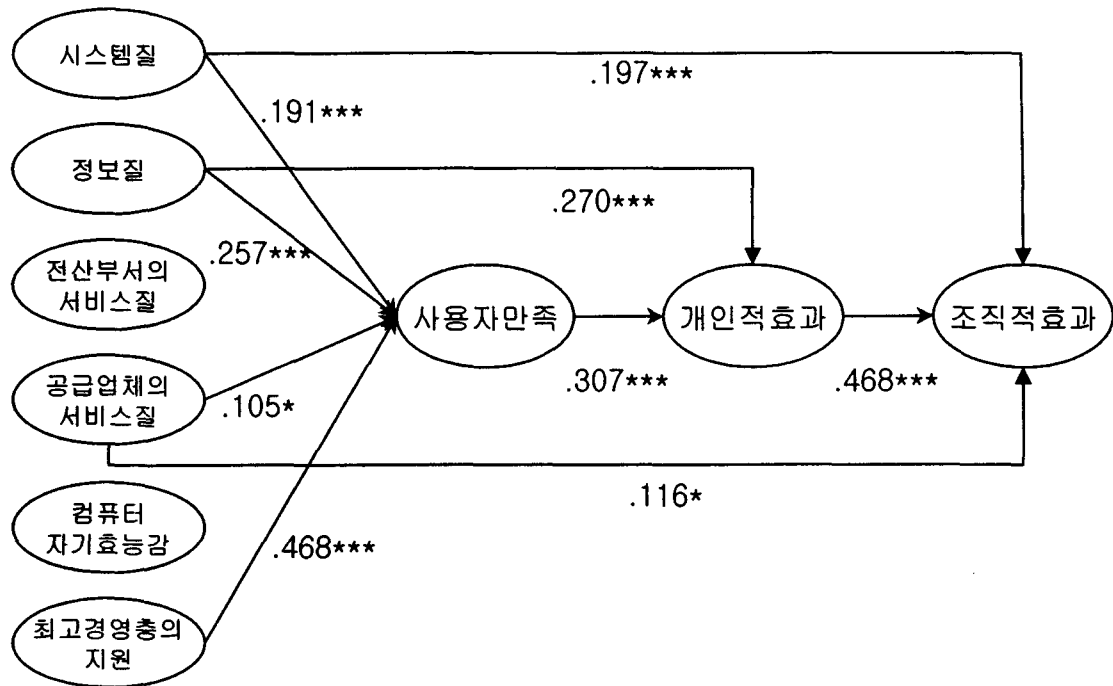 시스템질
.197***
.191***
정보질
.270***
.257***
전산부서의
서비스질
사용자만족
개인적효과
조직적효과
.307***
.468***
공급업체의
서비스질
.105*
.116*
컴퓨터
자기효능감
.468***
최고경영층의
지원